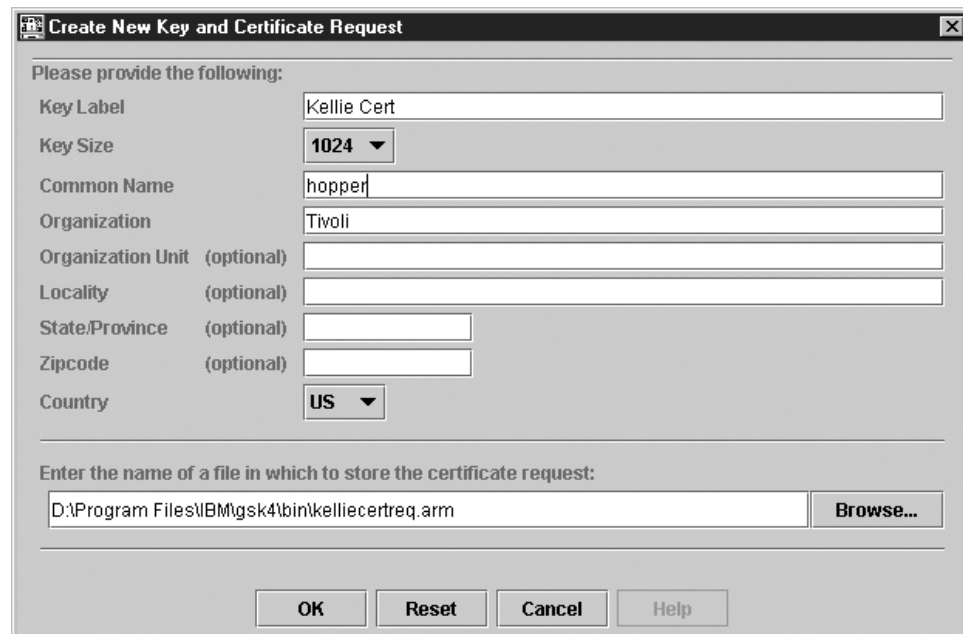 Create New Key and Certificate Request
Please provide the following:
Key Label Kellie Cert
Key Size 1024
Common Name hopper
Organization Tivoli
Organization Unit (optional)
Locality (optional)
State/Province (optional)
Zipcode (optional)
Country US
Enter the name of a file in which to store the certificate request:
D:\Program Files\IBM\gsk4\bin\kelliecertreq.arm Browse...
OK Reset Cancel Help